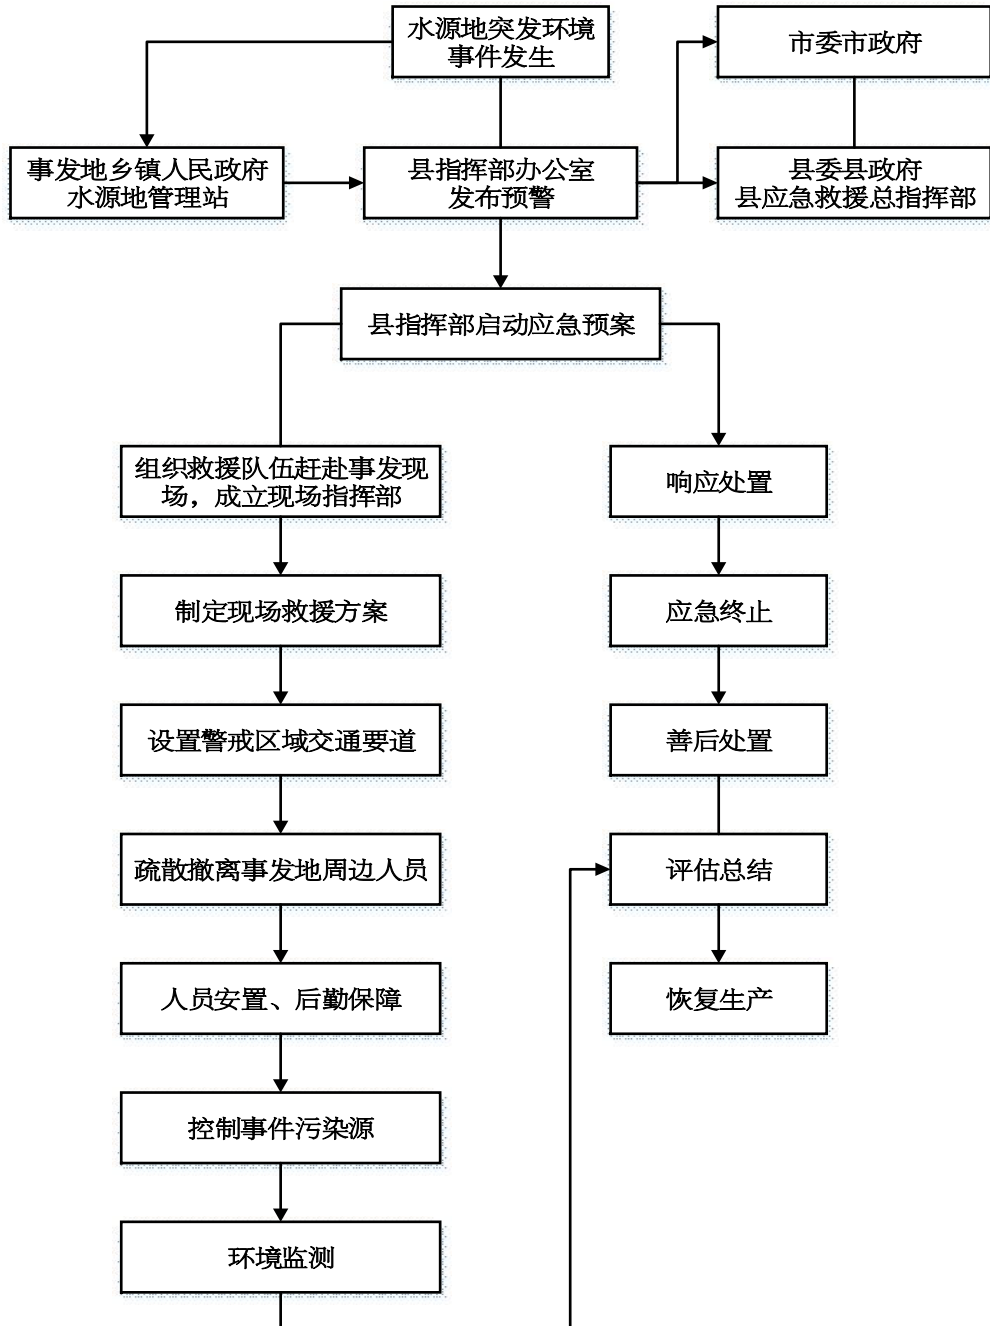 水源地突发环境
事件发生
市委市政府
事发地乡镇人民政府
水源地管理站
县指挥部办公室
发布预警
县委县政府
县应急救援总指挥部
县指挥部启动应急预案
组织救援队伍赶赴事发现
场，成立现场指挥部
响应处置
制定现场救援方案
应急终止
设置警戒区域交通要道
善后处置
疏散撤离事发地周边人员
评估总结
人员安置、后勤保障
恢复生产
控制事件污染源
环境监测